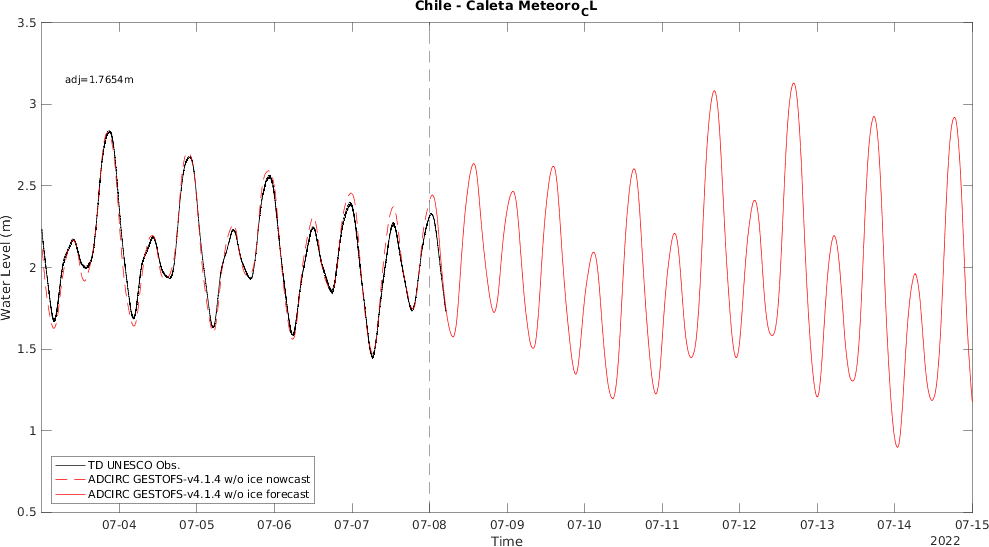 Chile - Caleta Meteoro_CL
adj=1.7654m
Water Level (m)
3.5
3
2.5
2
1.5
1
0.5
TD UNESCO Obs.
ADCIRC GESTOFS-v4.1.4 w/o ice nowcast
ADCIRC GESTOFS-v4.1.4 w/o ice forecast
07-04 07-05 07-06 07-07 07-08 07-09 07-10 07-11 07-12 07-13 07-14 07-15
Time
2022